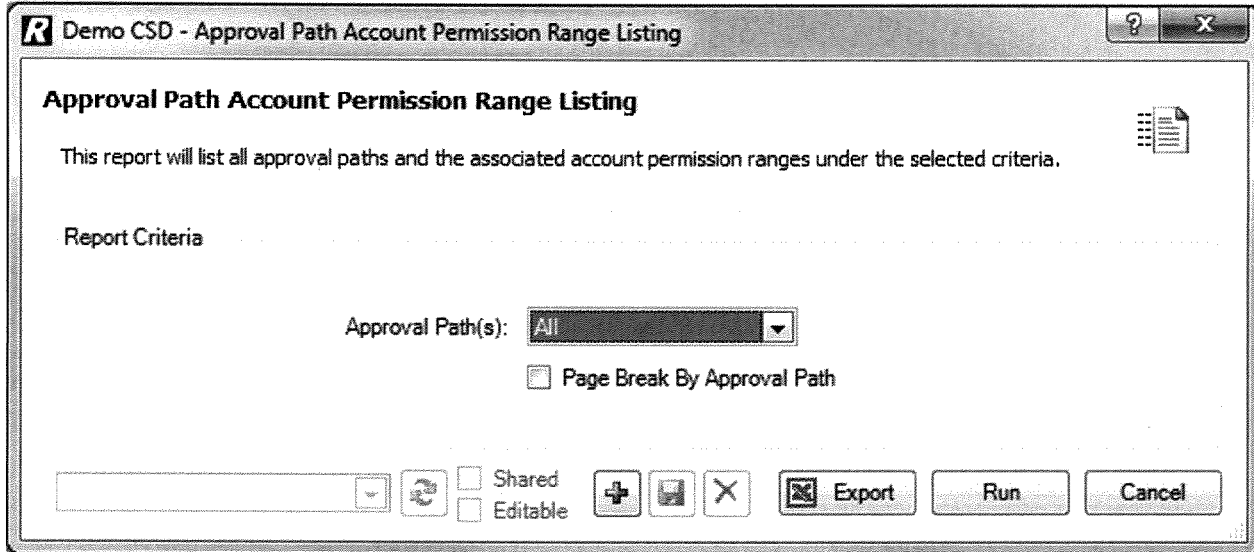 R Demo CSD - Approval Path Account Permission Range Listing
Approval Path Account Permission Range Listing
This report will list all approval paths and the associated account permission ranges under the selected criteria.
Report Criteria
Approval Path(s): All
Page Break By Approval Path
Shared
Editable
Export Run Cancel